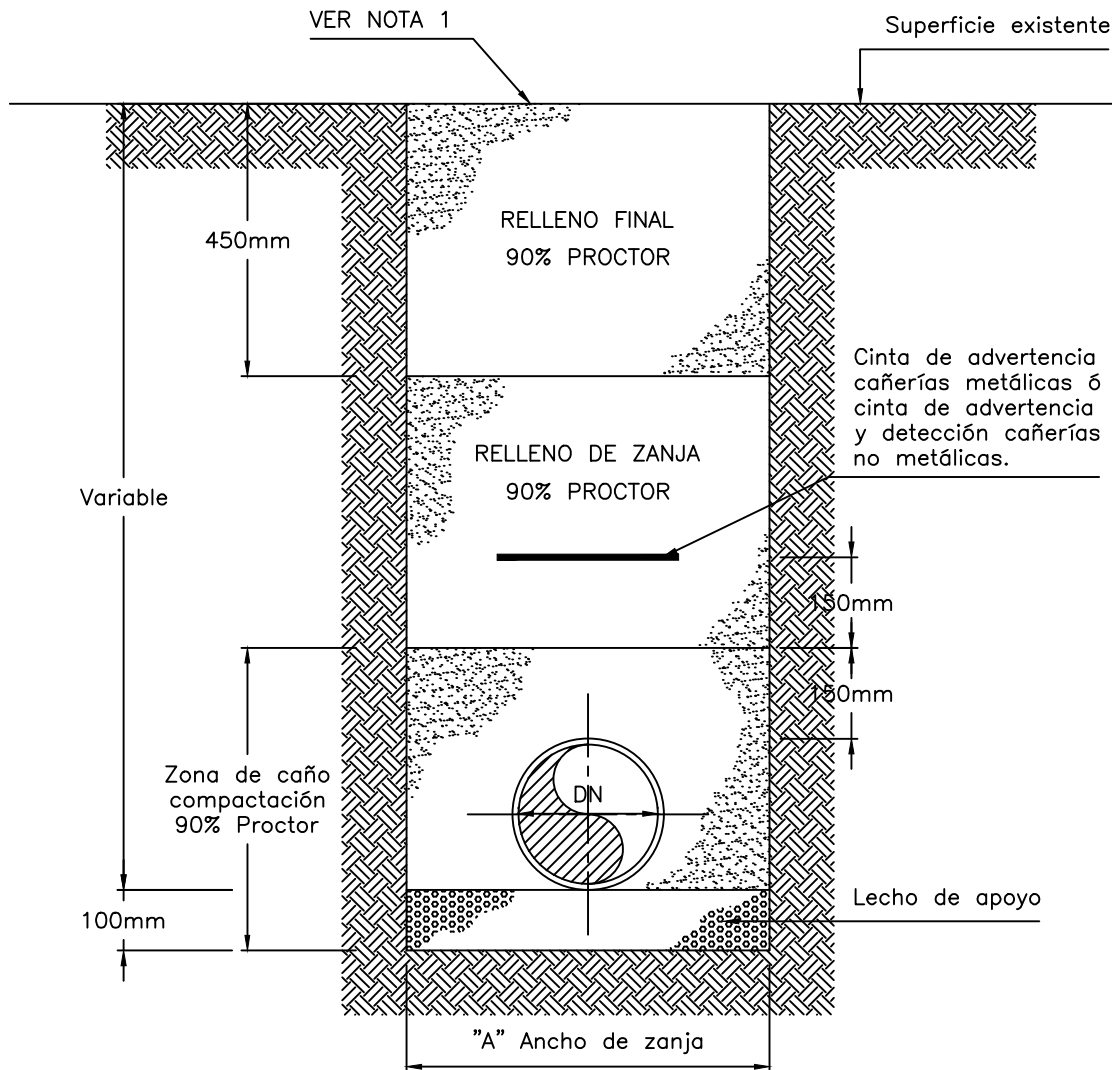 VER NOTA 1
Superficie existente
450mm
RELLENO FINAL
90% PROCTOR
Cinta de advertencia
cañerías metálicas ó
cinta de advertencia
y detección cañerías
no metálicas.
RELLENO DE ZANJA
90% PROCTOR
Variable
150mm
150mm
Zona de caño
compactación
90% Proctor
DN
100mm
Lecho de apoyo
"A" Ancho de zanja